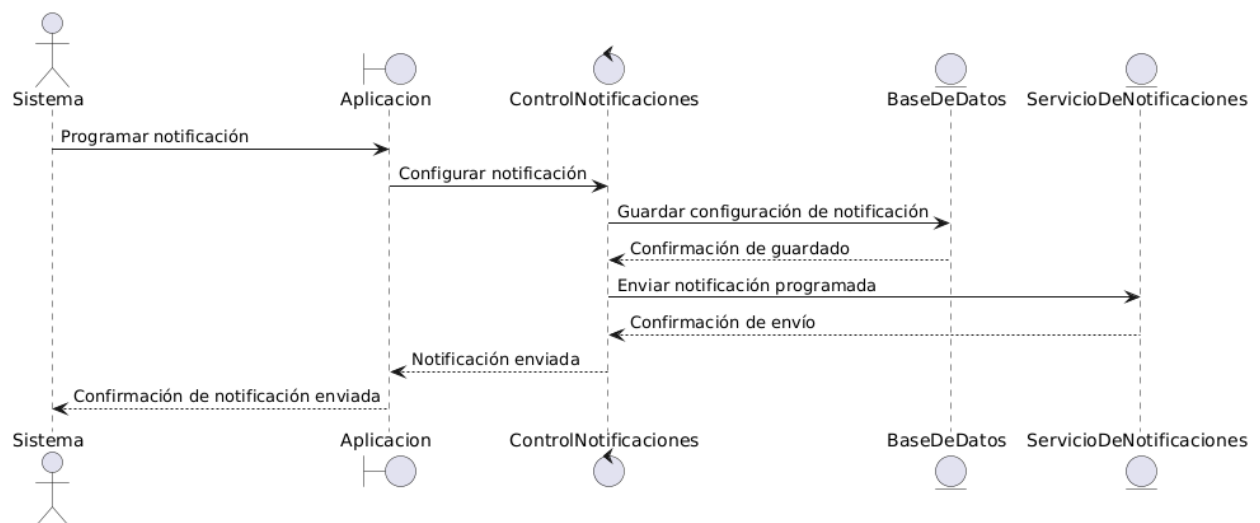 Sistema
Aplicacion
ControlNotificaciones
BaseDeDatos
ServicioDeNotificaciones
Programar notificación
Configurar notificación
Guardar configuración de notificación
Confirmación de guardado
Enviar notificación programada
Confirmación de envío
Notificación enviada
Confirmación de notificación enviada
Sistema
Aplicacion
ControlNotificaciones
BaseDeDatos
ServicioDeNotificaciones